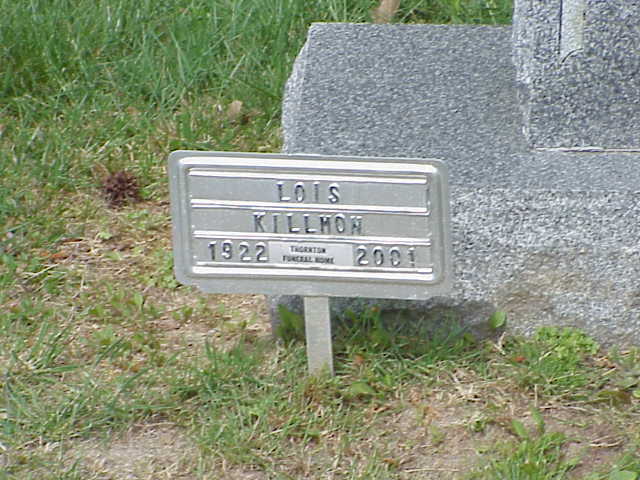 LOIS
KILLMON
1922 THORNTON FUNERAL HOME 2001